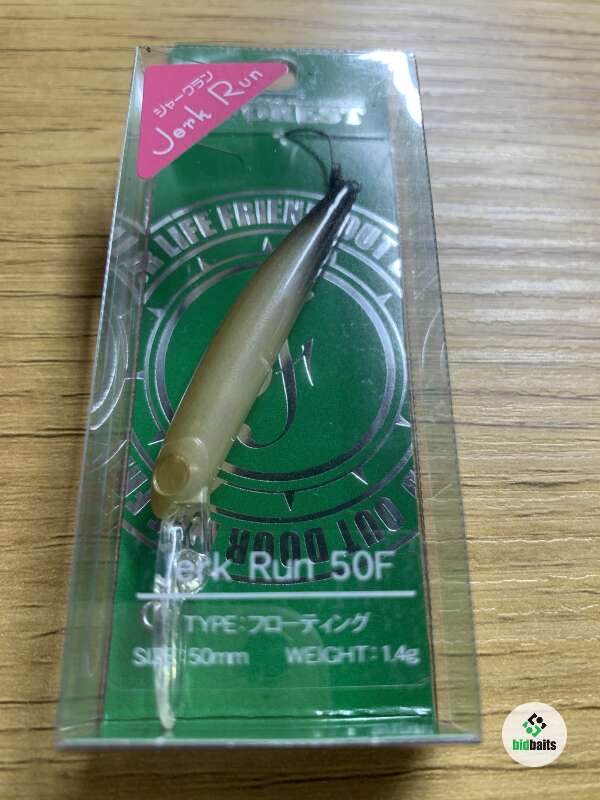 ジャークラン
Jerk Run
OREST
LIFE FRIEND OUT
OUT DOOR
Jerk Run 50F
TYPE:フローティング
SIZE:50mm WEIGHT:1.4g
bidbaits